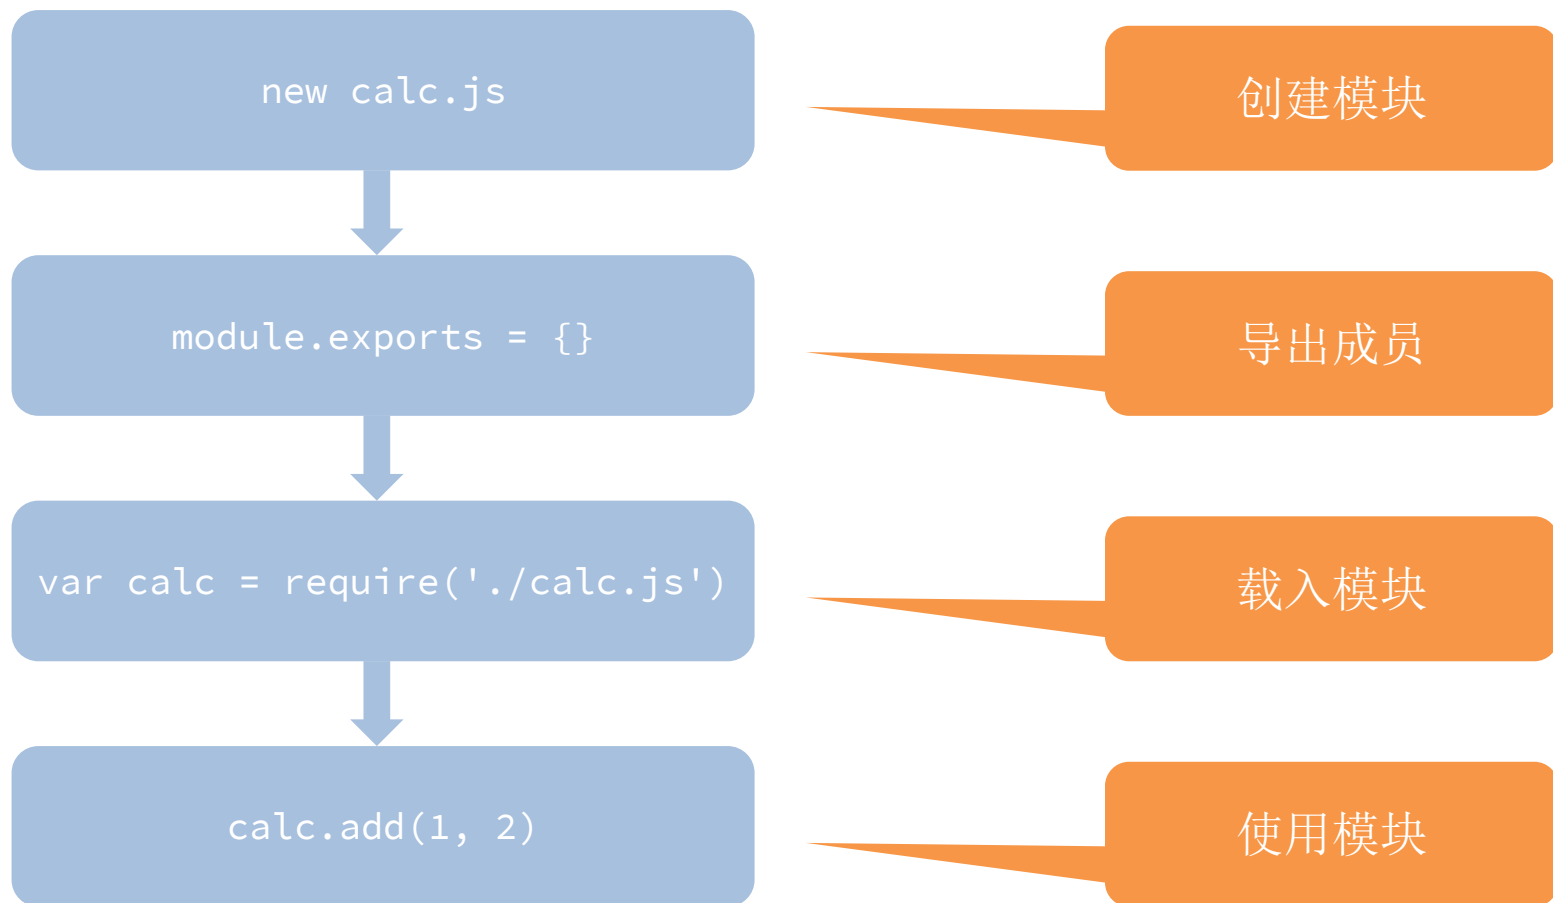 new calc.js
创建模块
module.exports = {}
导出成员
var calc = require('./calc.js')
载入模块
calc.add(1, 2)
使用模块